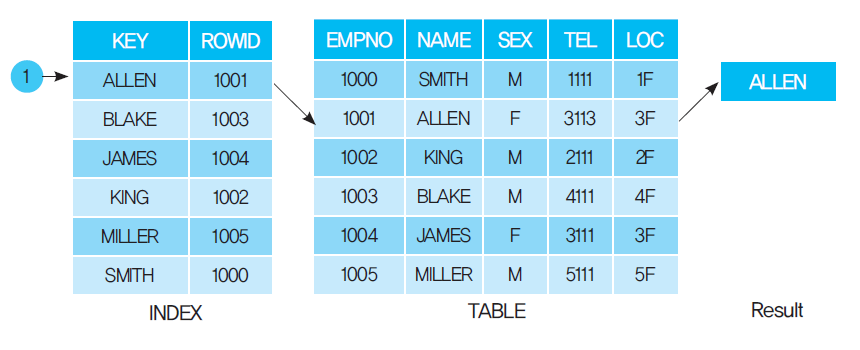 KEY ROWID
1 ALLEN 1001
BLAKE 1003
JAMES 1004
KING 1002
MILLER 1005
SMITH 1000
INDEX
EMPNO NAME SEX TEL LOC
1000 SMITH M 1111 1F
1001 ALLEN F 3113 3F
1002 KING M 2111 2F
1003 BLAKE M 4111 4F
1004 JAMES F 3111 3F
1005 MILLER M 5111 5F
TABLE
ALLEN
Result